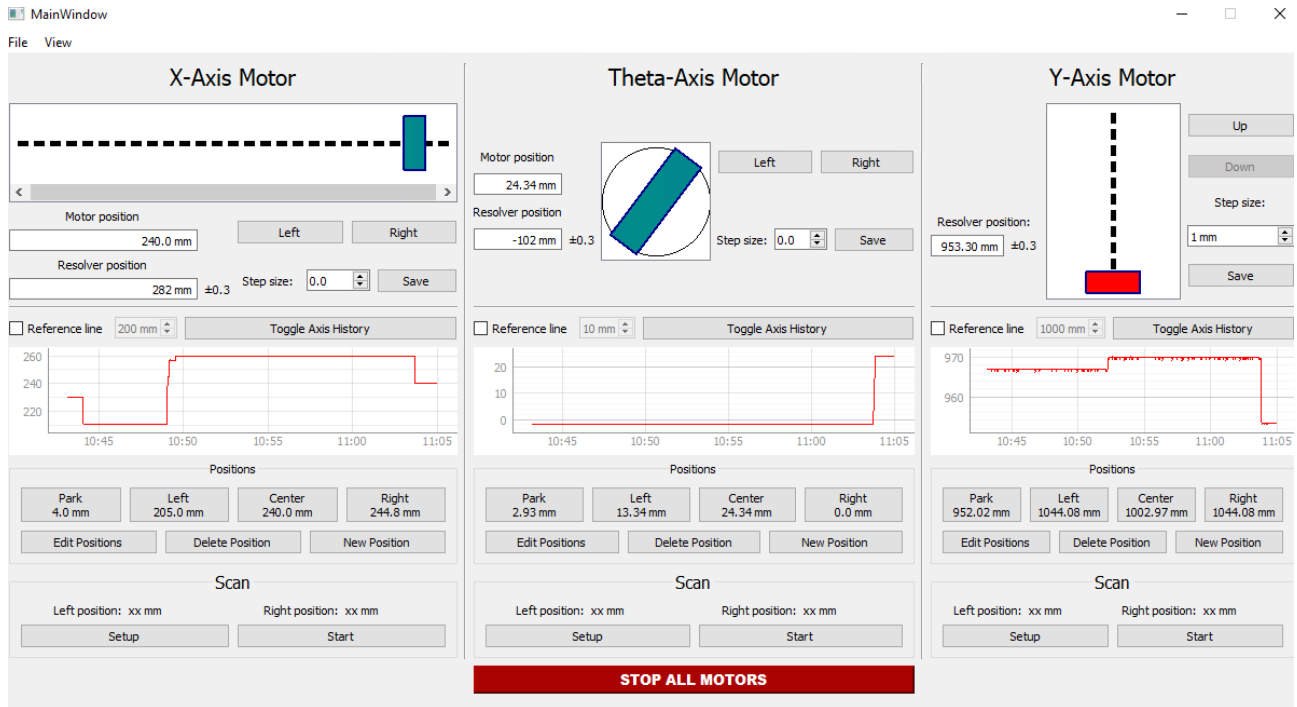 MainWindow
File View
X-Axis Motor
Motor position
240.0 mm
Left
Right
Resolver position
282 mm ±0.3
Step size: 0.0
Save
Reference line 200 mm
Toggle Axis History
260
240
220
10:45 10:50 10:55 11:00 11:05
Positions
Park Left Center Right
4.0 mm 205.0 mm 240.0 mm 244.8 mm
Edit Positions Delete Position New Position
Scan
Left position: xx mm Right position: xx mm
Setup Start
Theta-Axis Motor
Motor position
24.34 mm
Left Right
Resolver position
-102 mm ±0.3
Step size: 0.0 Save
Reference line 10 mm
Toggle Axis History
20
10
0
10:45 10:50 10:55 11:00 11:05
Positions
Park Left Center Right
2.93 mm 13.34 mm 24.34 mm 0.0 mm
Edit Positions Delete Position New Position
Scan
Left position: xx mm Right position: xx mm
Setup Start
STOP ALL MOTORS
Y-Axis Motor
Up
Down
Step size:
Resolver position:
953.30 mm ±0.3
1 mm
Save
Reference line 1000 mm
Toggle Axis History
970
960
10:45 10:50 10:55 11:00 11:05
Positions
Park Left Center Right
952.02 mm 1044.08 mm 1002.97 mm 1044.08 mm
Edit Positions Delete Position New Position
Scan
Left position: xx mm Right position: xx mm
Setup Start